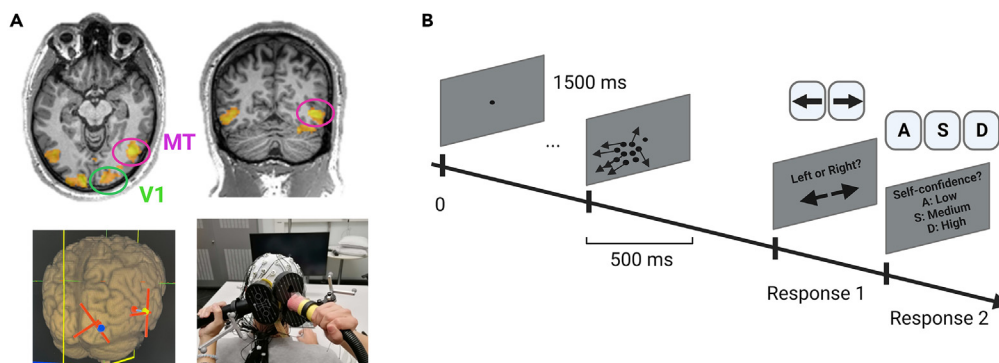 A
MT
V1
B
1500 ms
...
0
500 ms
Left or Right?
Response 1
A S D
Self-confidence?
A: Low
S: Medium
D: High
Response 2